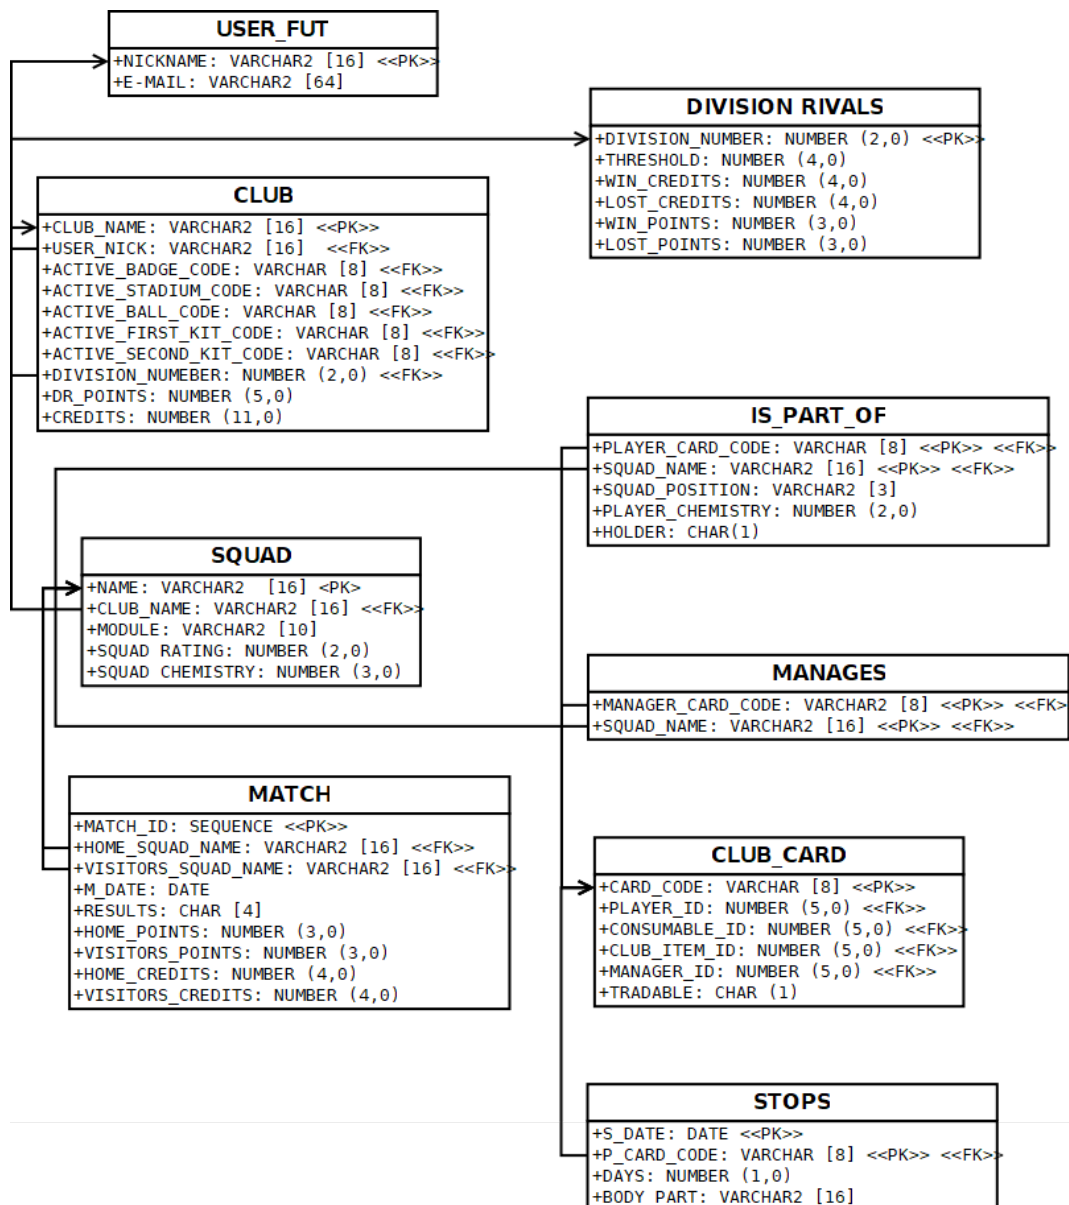 USER_FUT
+NICKNAME: VARCHAR2 [16] <<PK>>
+E-MAIL: VARCHAR2 [64]
DIVISION RIVALS
+DIVISION_NUMBER: NUMBER (2,0) <<PK>>
+THRESHOLD: NUMBER (4,0)
+WIN_CREDITS: NUMBER (4,0)
+LOST_CREDITS: NUMBER (4,0)
+WIN_POINTS: NUMBER (3,0)
+LOST_POINTS: NUMBER (3,0)
CLUB
+CLUB_NAME: VARCHAR2 [16] <<PK>>
+USER_NICK: VARCHAR2 [16]  <<FK>>
+ACTIVE_BADGE_CODE: VARCHAR [8] <<FK>>
+ACTIVE_STADIUM_CODE: VARCHAR [8] <<FK>>
+ACTIVE_BALL_CODE: VARCHAR [8] <<FK>>
+ACTIVE_FIRST_KIT_CODE: VARCHAR [8] <<FK>>
+ACTIVE_SECOND_KIT_CODE: VARCHAR [8] <<FK>>
+DIVISION_NUMEBER: NUMBER (2,0) <<FK>>
+DR_POINTS: NUMBER (5,0)
+CREDITS: NUMBER (11,0)
IS_PART_OF
+PLAYER_CARD_CODE: VARCHAR [8] <<PK>> <<FK>>
+SQUAD_NAME: VARCHAR2 [16] <<PK>> <<FK>>
+SQUAD_POSITION: VARCHAR2 [3]
+PLAYER_CHEMISTRY: NUMBER (2,0)
+HOLDER: CHAR(1)
SQUAD
+NAME: VARCHAR2  [16] <PK>
+CLUB_NAME: VARCHAR2 [16] <<FK>>
+MODULE: VARCHAR2 [10]
+SQUAD RATING: NUMBER (2,0)
+SQUAD CHEMISTRY: NUMBER (3,0)
MANAGES
+MANAGER_CARD_CODE: VARCHAR2 [8] <<PK>> <<FK>
+SQUAD_NAME: VARCHAR2 [16] <<PK>> <<FK>>
MATCH
+MATCH_ID: SEQUENCE <<PK>>
+HOME_SQUAD_NAME: VARCHAR2 [16] <<FK>>
+VISITORS_SQUAD_NAME: VARCHAR2 [16] <<FK>>
+M_DATE: DATE
+RESULTS: CHAR [4]
+HOME_POINTS: NUMBER (3,0)
+VISITORS_POINTS: NUMBER (3,0)
+HOME_CREDITS: NUMBER (4,0)
+VISITORS_CREDITS: NUMBER (4,0)
CLUB_CARD
+CARD_CODE: VARCHAR [8] <<PK>>
+PLAYER_ID: NUMBER (5,0) <<FK>>
+CONSUMABLE_ID: NUMBER (5,0) <<FK>>
+CLUB_ITEM_ID: NUMBER (5,0) <<FK>>
+MANAGER_ID: NUMBER (5,0) <<FK>>
+TRADABLE: CHAR (1)
STOPS
+S_DATE: DATE <<PK>>
+P_CARD_CODE: VARCHAR [8] <<PK>> <<FK>>
+DAYS: NUMBER (1,0)
+BODY PART: VARCHAR2 [16]